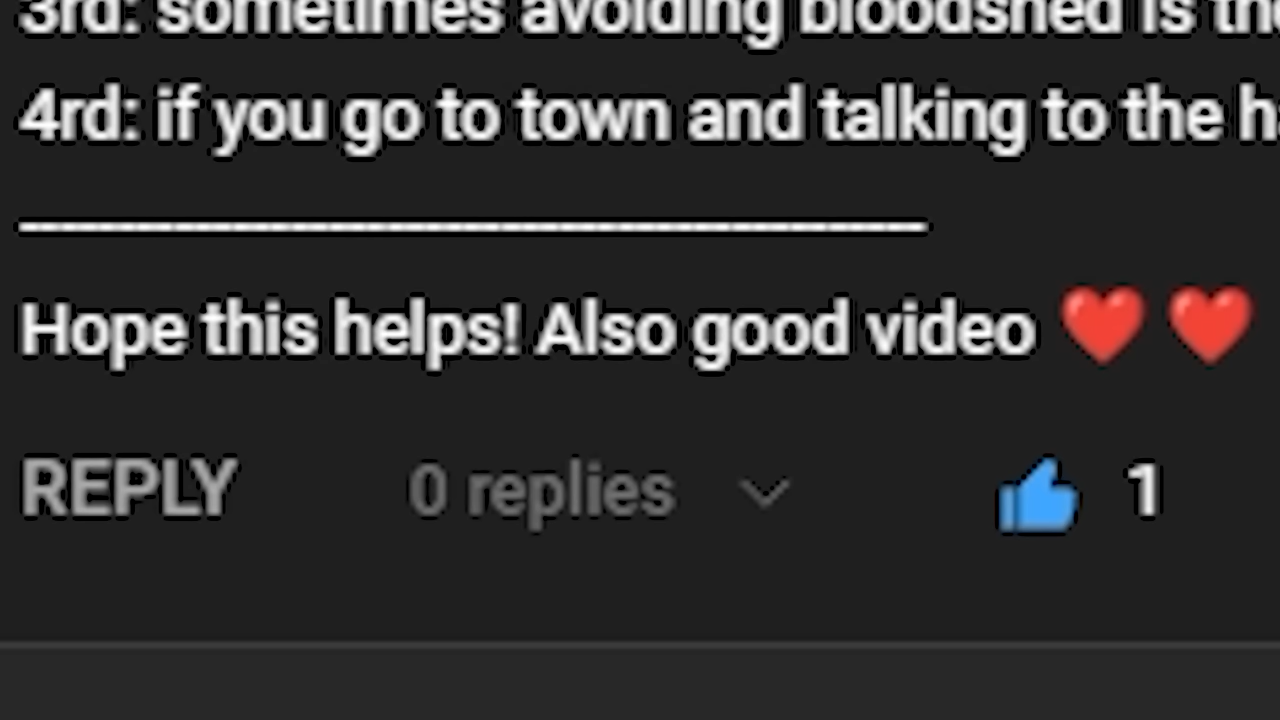 3rd: sometimes avoiding bloodshed is
4rd: if you go to town and talking to the
Hope this helps! Also good video ❤️ ❤️
REPLY 0 replies 1